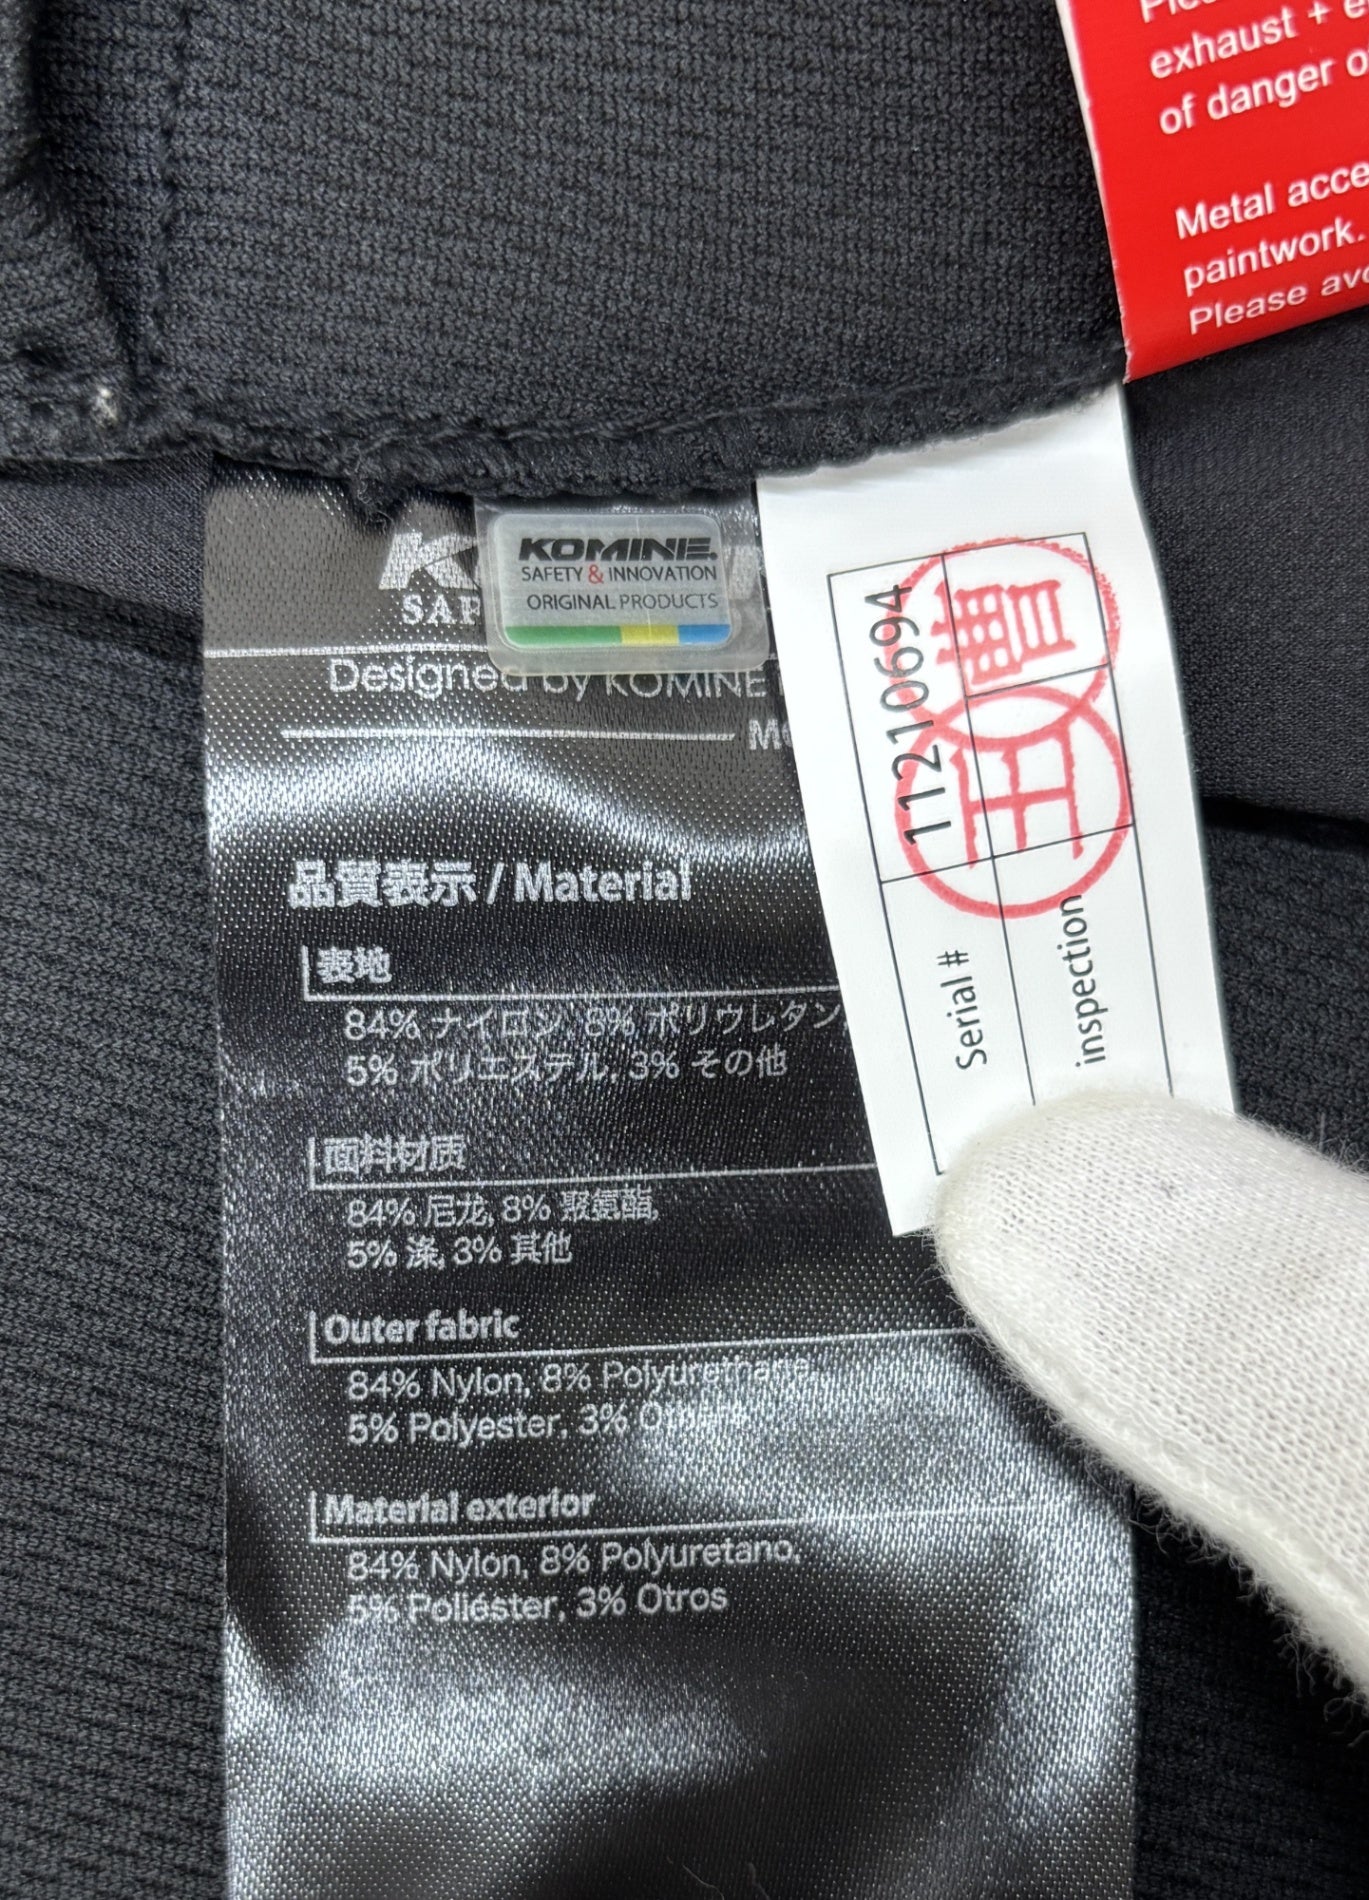 exhaust + e
of danger o
Metal acce
paintwork.
Please avo
KOMINE
SAFETY & INNOVATION
ORIGINAL PRODUCTS
Designed by KOMINE
品質表示 / Material
表地
84% ナイロン, 8% ポリウレタン,
5% ポリエステル, 3% その他
面料材质
84% 尼龙, 8% 聚氨酯,
5% 涤, 3% 其他
Outer fabric
84% Nylon, 8% Polyurethane,
5% Polyester, 3% Others
Material exterior
84% Nylon, 8% Polyuretano,
5% Poliéster, 3% Otros
Serial # 11210694
inspection 王 曹